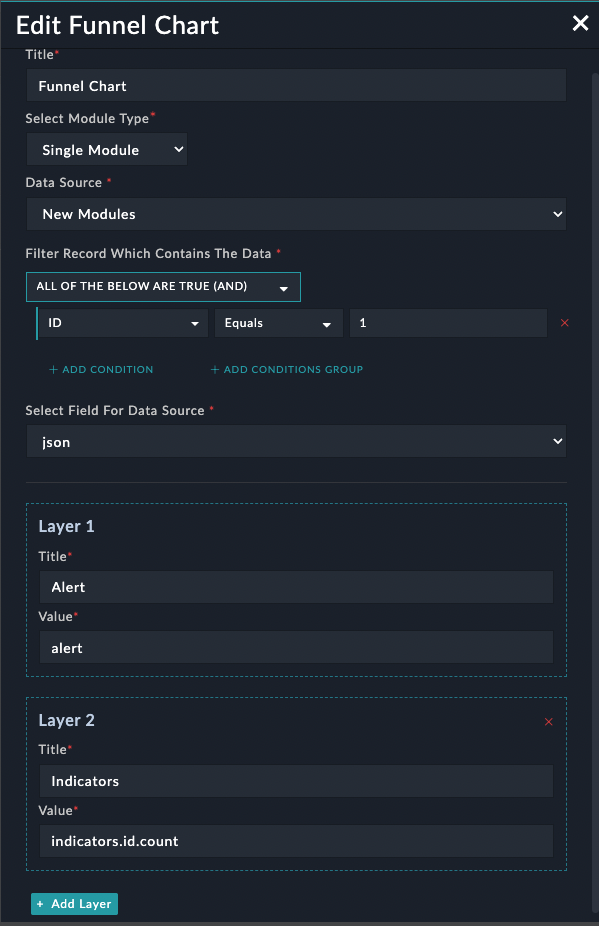 Edit Funnel Chart
Title*
Funnel Chart
Select Module Type*
Single Module
Data Source *
New Modules
Filter Record Which Contains The Data *
ALL OF THE BELOW ARE TRUE (AND)
ID Equals 1
+ ADD CONDITION + ADD CONDITIONS GROUP
Select Field For Data Source *
json
Layer 1
Title*
Alert
Value*
alert
Layer 2
Title*
Indicators
Value*
indicators.id.count
+ Add Layer